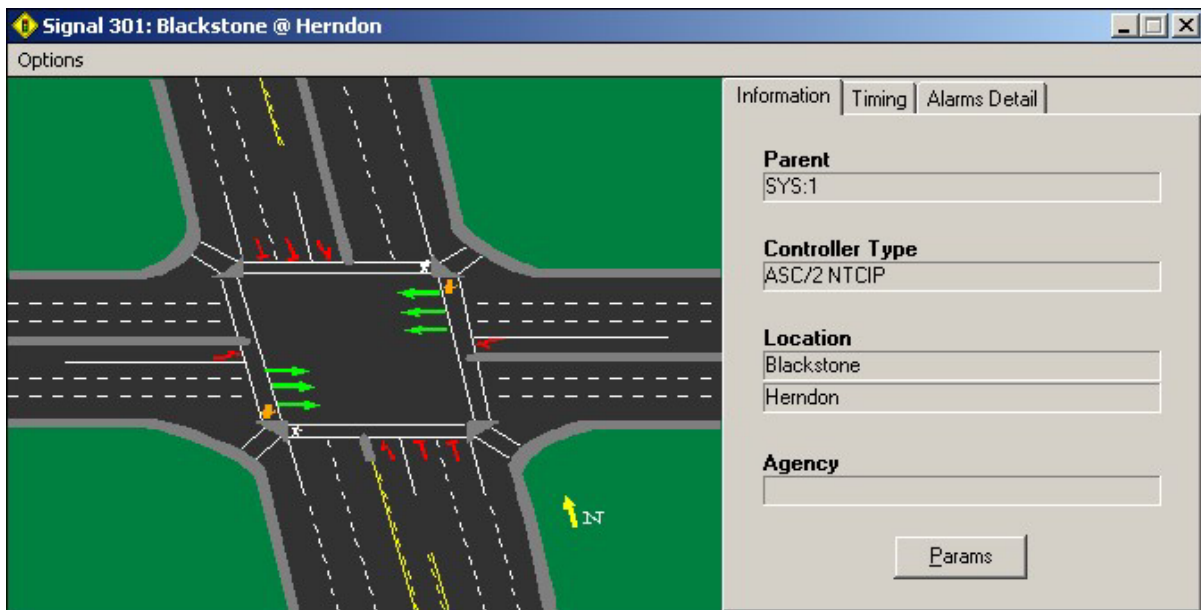 Signal 301: Blackstone @ Herndon
Options
Information Timing Alarms Detail
Parent
SYS:1
Controller Type
ASC/2 NTCIP
Location
Blackstone
Herndon
Agency
N
Params